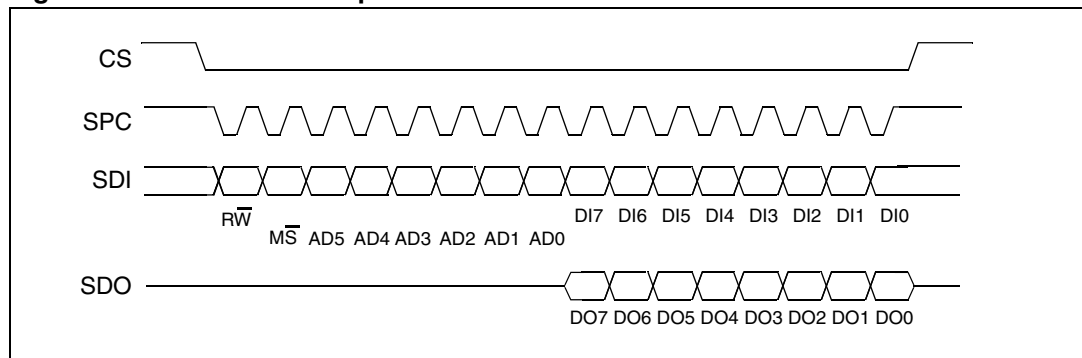 CS
SPC
SDI
DI7 DI6 DI5 DI4 DI3 DI2 DI1 DI0
RW̅
MS̅ AD5 AD4 AD3 AD2 AD1 AD0
SDO
DO7 DO6 DO5 DO4 DO3 DO2 DO1 DO0